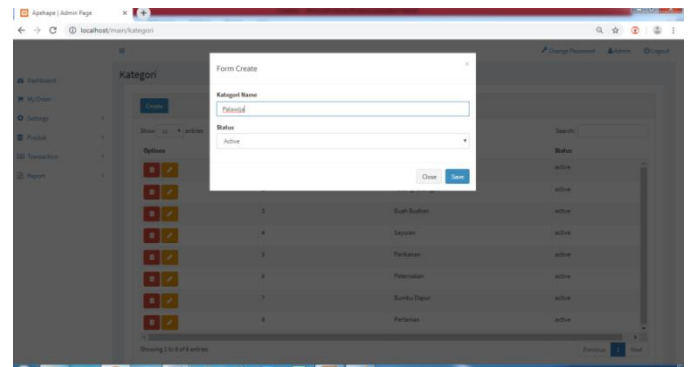 Apshape | Admin Page
localhost/main/kategori
Change Password Admin Logout
Form Create
Kategori
Kategori Name
Palawija
Status
Active
Close Save
Dashboard
My Order
Settings
Produk
Transaction
Report
Create
Show 10 entries
Search:
Options
Status
active
active
3 Buah Buahan active
4 Sayuran active
5 Perikanan active
6 Peternakan active
7 Bumbu Dapur active
8 Pertanian active
Showing 1 to 8 of 8 entries
Previous 1 Next